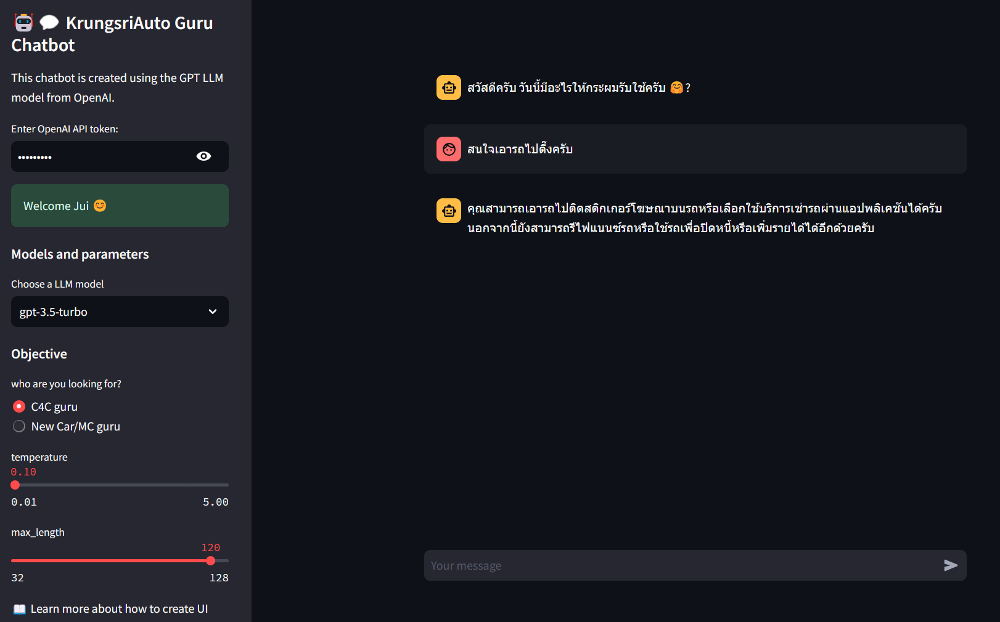 🤖💬 KrungsriAuto Guru
Chatbot
This chatbot is created using the GPT LLM
model from OpenAI.
Enter OpenAI API token:
•••••••••
Welcome Jui 😊
Models and parameters
Choose a LLM model
gpt-3.5-turbo
Objective
who are you looking for?
C4C guru
New Car/MC guru
temperature
0.10
0.01 5.00
max_length
120
32 128
📖 Learn more about how to create UI
สวัสดีครับ วันนี้มีอะไรให้กระผมรับใช้ครับ 🤗 ?
สนใจเอารถไปตึ๊งครับ
คุณสามารถเอารถไปติดสติกเกอร์โฆษณาบนรถหรือเลือกใช้บริการเช่ารถผ่านแอปพลิเคชันได้ครับ
นอกจากนี้ยังสามารถรีไฟแนนซ์รถหรือใช้รถเพื่อปิดหนี้หรือเพิ่มรายได้ได้อีกด้วยครับ
Your message